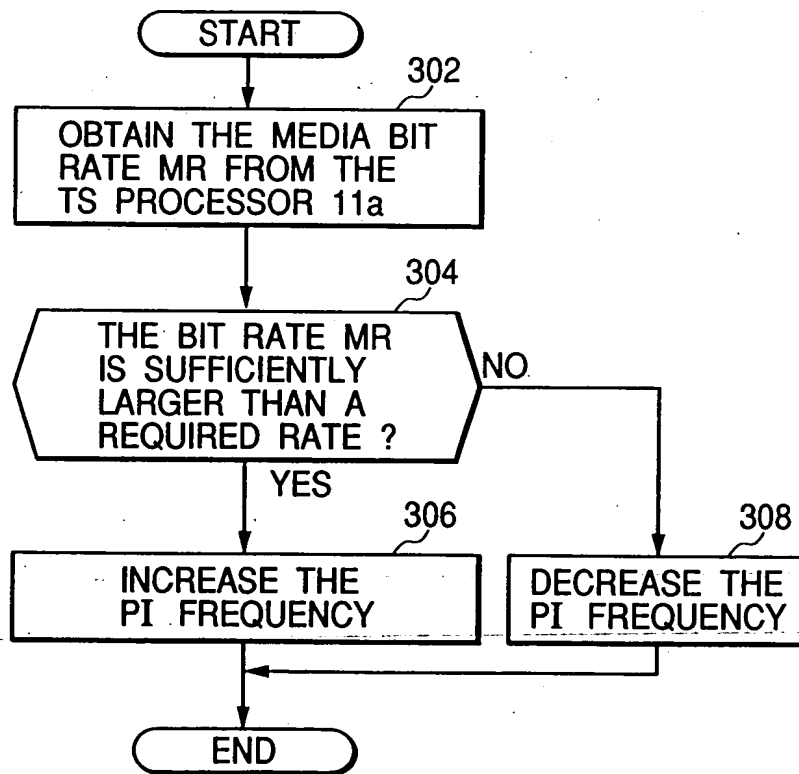 START
302
OBTAIN THE MEDIA BIT
RATE MR FROM THE
TS PROCESSOR 11a
304
THE BIT RATE MR
IS SUFFICIENTLY
LARGER THAN A
REQUIRED RATE ?
NO
YES
306
INCREASE THE
PI FREQUENCY
308
DECREASE THE
PI FREQUENCY
END